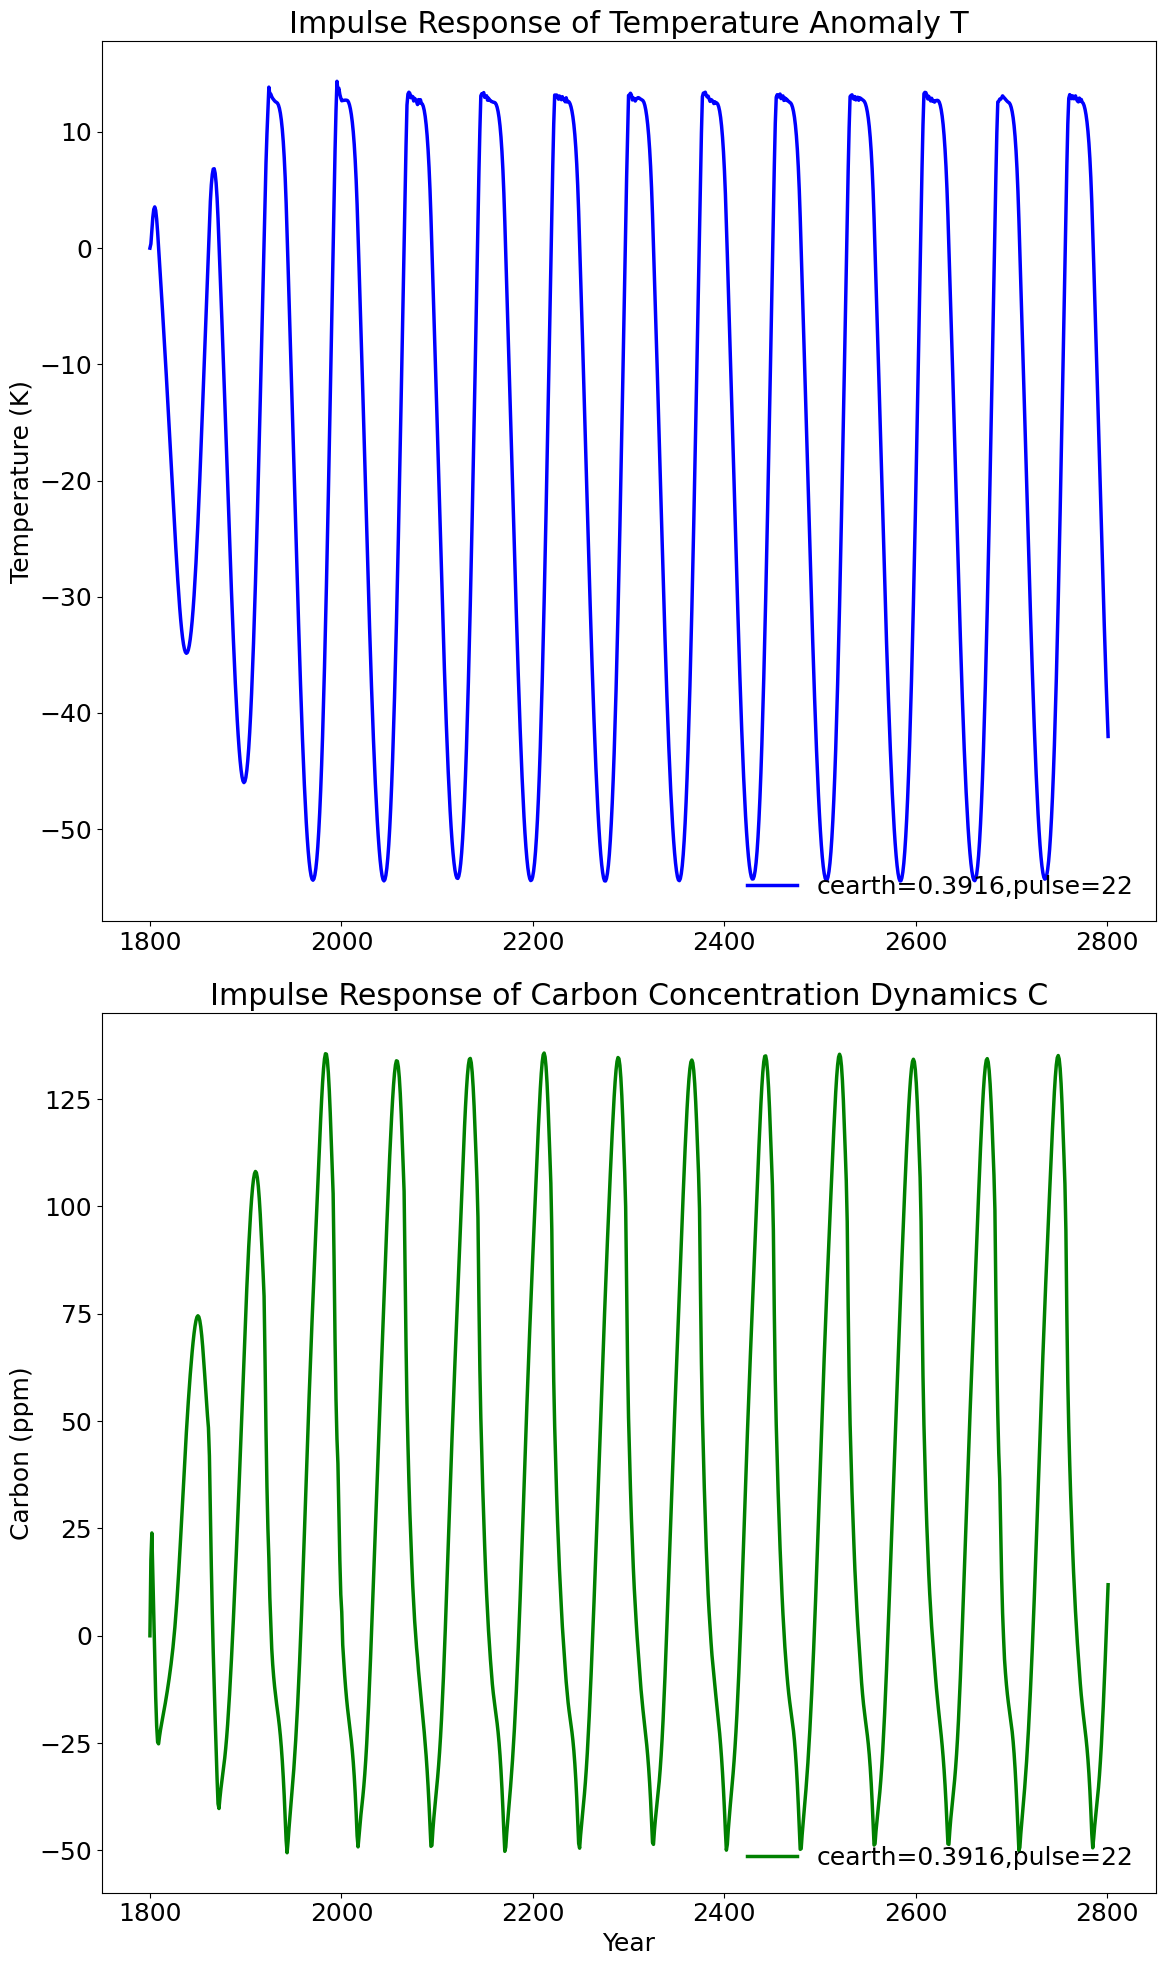 Impulse Response of Temperature Anomaly T
Temperature (K)
10
0
−10
−20
−30
−40
−50
cearth=0.3916,pulse=22
1800 2000 2200 2400 2600 2800
Impulse Response of Carbon Concentration Dynamics C
Carbon (ppm)
125
100
75
50
25
0
−25
−50
cearth=0.3916,pulse=22
1800 2000 2200 2400 2600 2800
Year